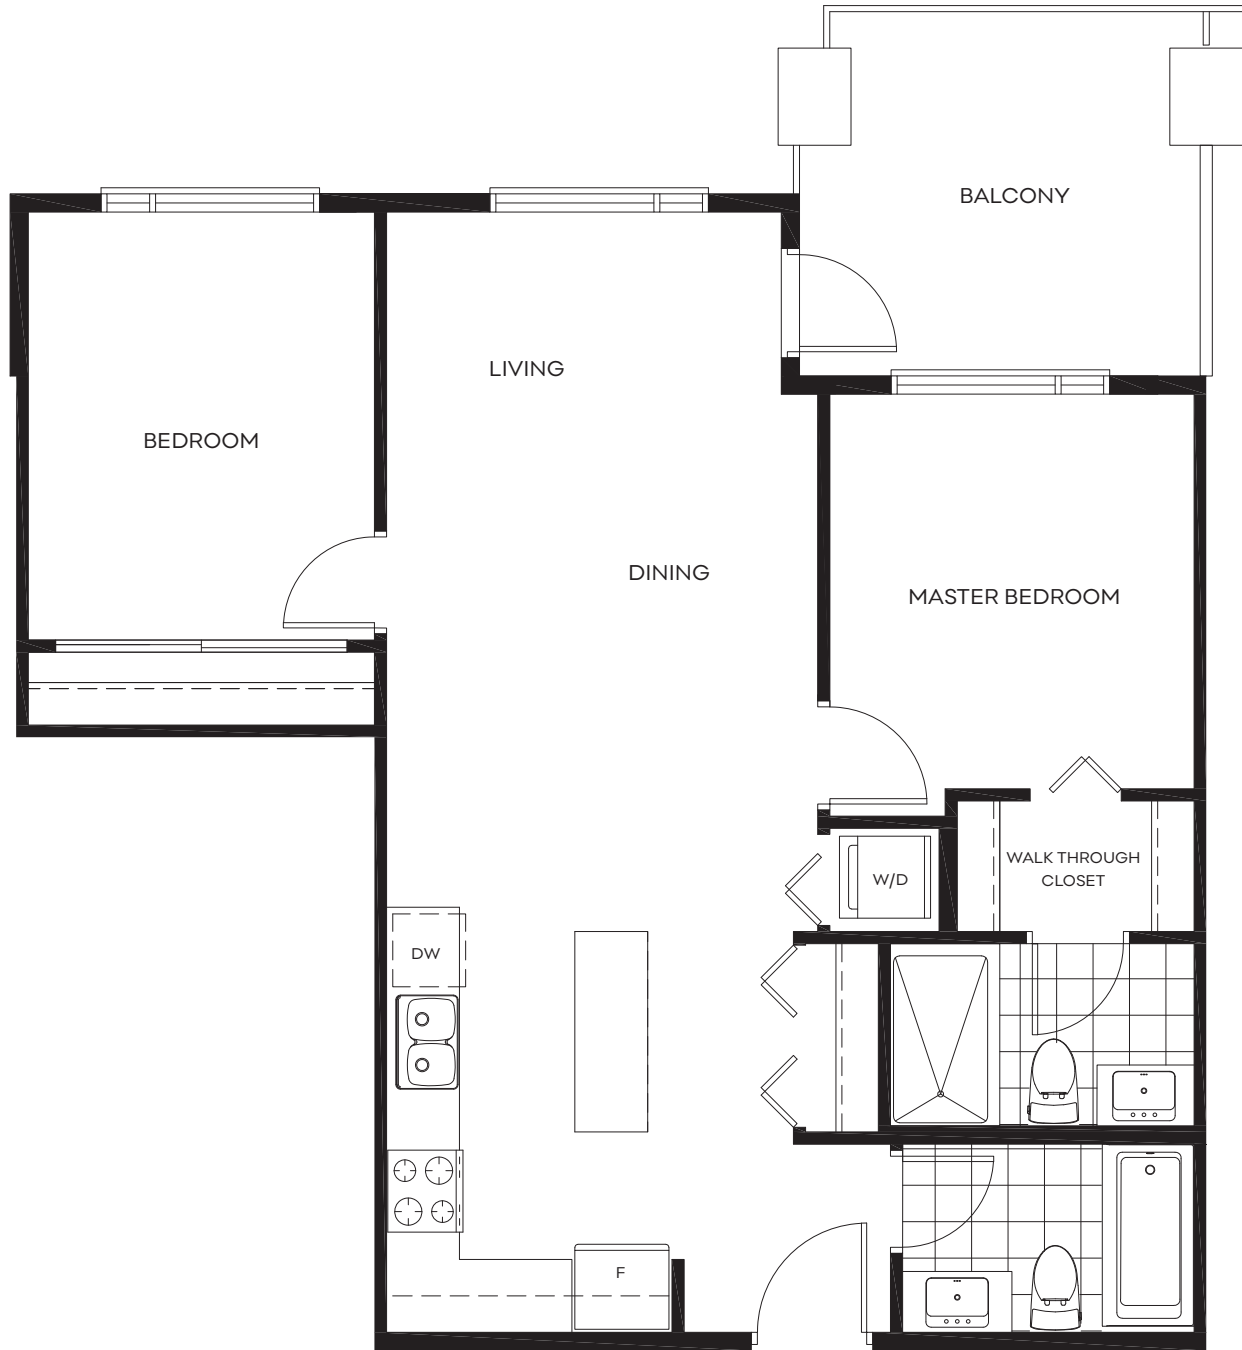 BALCONY
LIVING
BEDROOM
DINING
MASTER BEDROOM
WALK THROUGH
CLOSET
W/D
DW
F